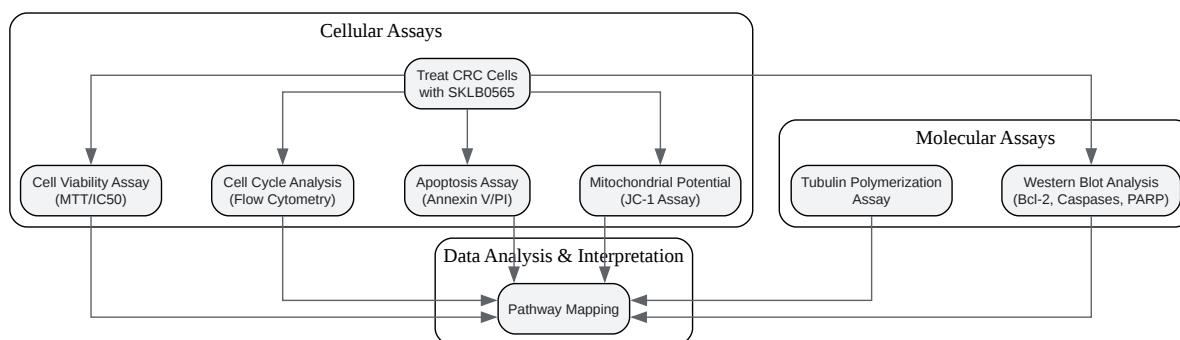 Cellular Assays
Treat CRC Cells
with SKLB0565
Molecular Assays
Cell Viability Assay
(MTT/IC50)
Cell Cycle Analysis
(Flow Cytometry)
Apoptosis Assay
(Annexin V/PI)
Mitochondrial Potential
(JC-1 Assay)
Tubulin Polymerization
Assay
Western Blot Analysis
(Bcl-2, Caspases, PARP)
Data Analysis & Interpretation
Pathway Mapping